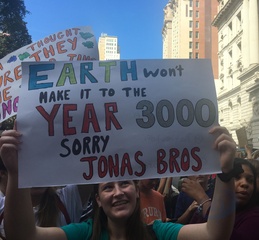 THOUGHT
THEY
EARTH won't
MAKE IT TO THE
YEAR 3000
SORRY
JONAS BROS